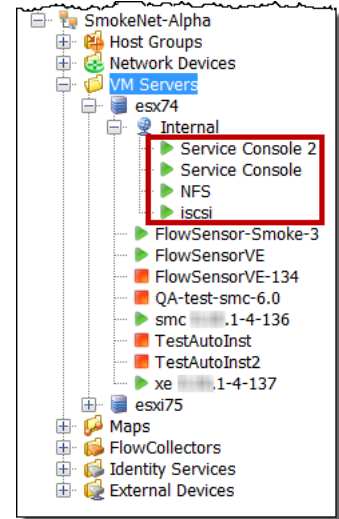 SmokeNet-Alpha
Host Groups
Network Devices
VM Servers
esx74
Internal
Service Console 2
Service Console
NFS
iscsi
FlowSensor-Smoke-3
FlowSensorVE
FlowSensorVE-134
QA-test-smc-6.0
smc .1-4-136
TestAutoInst
TestAutoInst2
xe .1-4-137
esxi75
Maps
FlowCollectors
Identity Services
External Devices